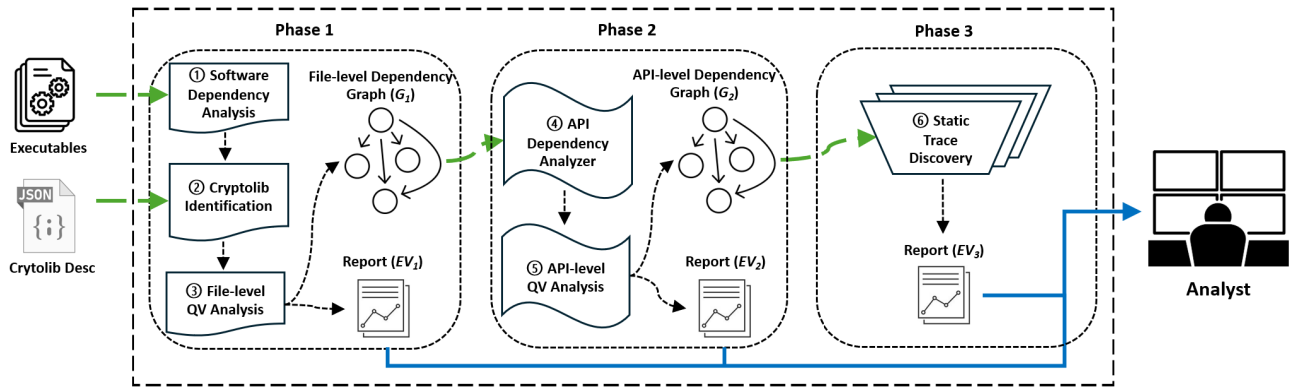 Phase 1
Phase 2
Phase 3
Executables
JSON
{;}
Crytolib Desc
① Software
Dependency
Analysis
② Cryptolib
Identification
③ File-level
QV Analysis
File-level Dependency
Graph (G₁)
Report (EV₁)
④ API
Dependency
Analyzer
⑤ API-level
QV Analysis
API-level Dependency
Graph (G₂)
Report (EV₂)
⑥ Static
Trace
Discovery
Report (EV₃)
Analyst